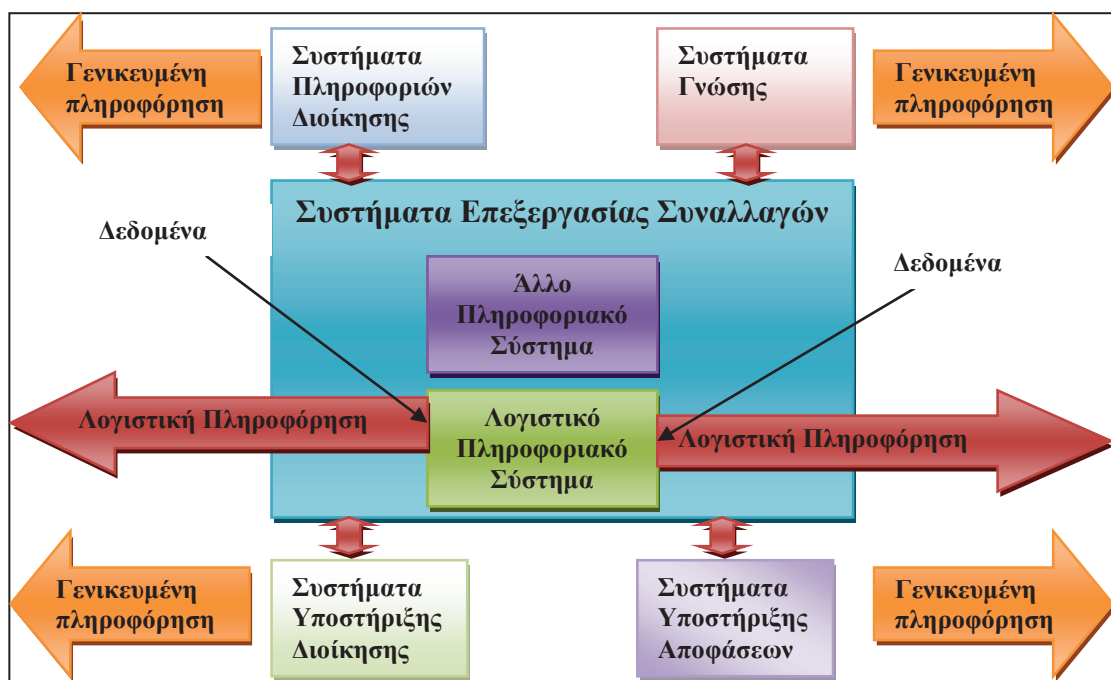 Γενικευμένη
πληροφόρηση
Συστήματα
Πληροφοριών
Διοίκησης
Συστήματα
Γνώσης
Γενικευμένη
πληροφόρηση
Συστήματα Επεξεργασίας Συναλλαγών
Δεδομένα
Δεδομένα
Άλλο
Πληροφοριακό
Σύστημα
Λογιστική Πληροφόρηση
Λογιστικό
Πληροφοριακό
Σύστημα
Λογιστική Πληροφόρηση
Γενικευμένη
πληροφόρηση
Συστήματα
Υποστήριξης
Διοίκησης
Συστήματα
Υποστήριξης
Αποφάσεων
Γενικευμένη
πληροφόρηση